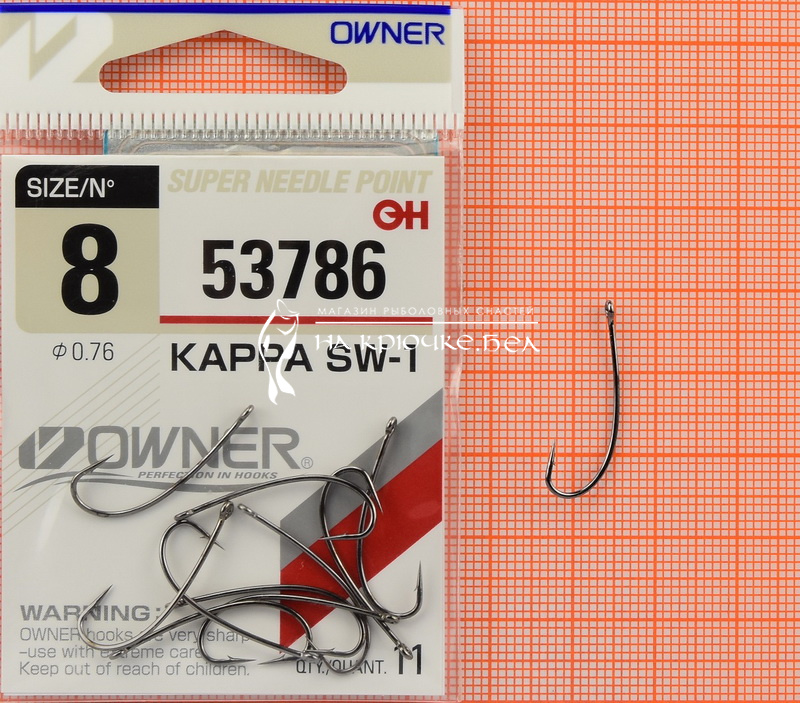 OWNER
SIZE/Nº
SUPER NEEDLE POINT
8
53786
ф 0.76
МАГАЗИН РЫБОЛОВНЫХ СНАСТЕЙ
НА КРЮЧКЕ.БЕЛ
KAPPA SW-1
OWNER®
PERFECTION IN HOOKS
WARNING:
OWNER hooks are very sharp
-use with extreme care.
Keep out of reach of children.
QTY./QUANT. 11